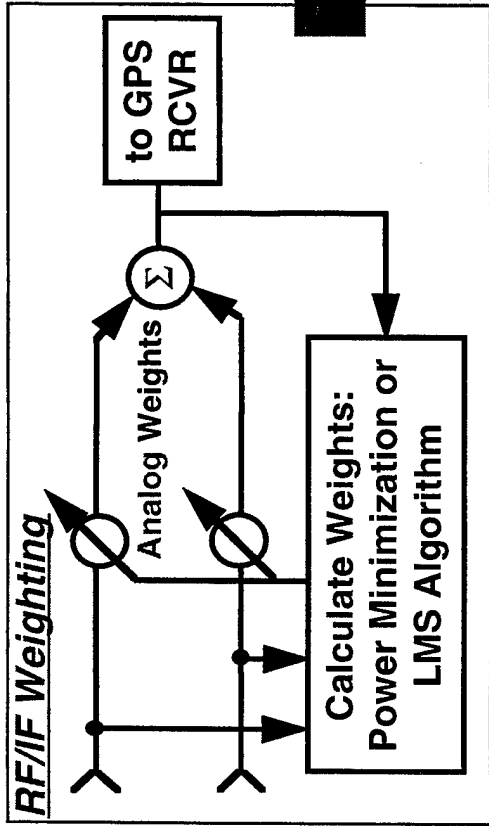 RF/IF Weighting
to GPS
RCVR
Σ
Analog Weights
Calculate Weights:
Power Minimization or
LMS Algorithm